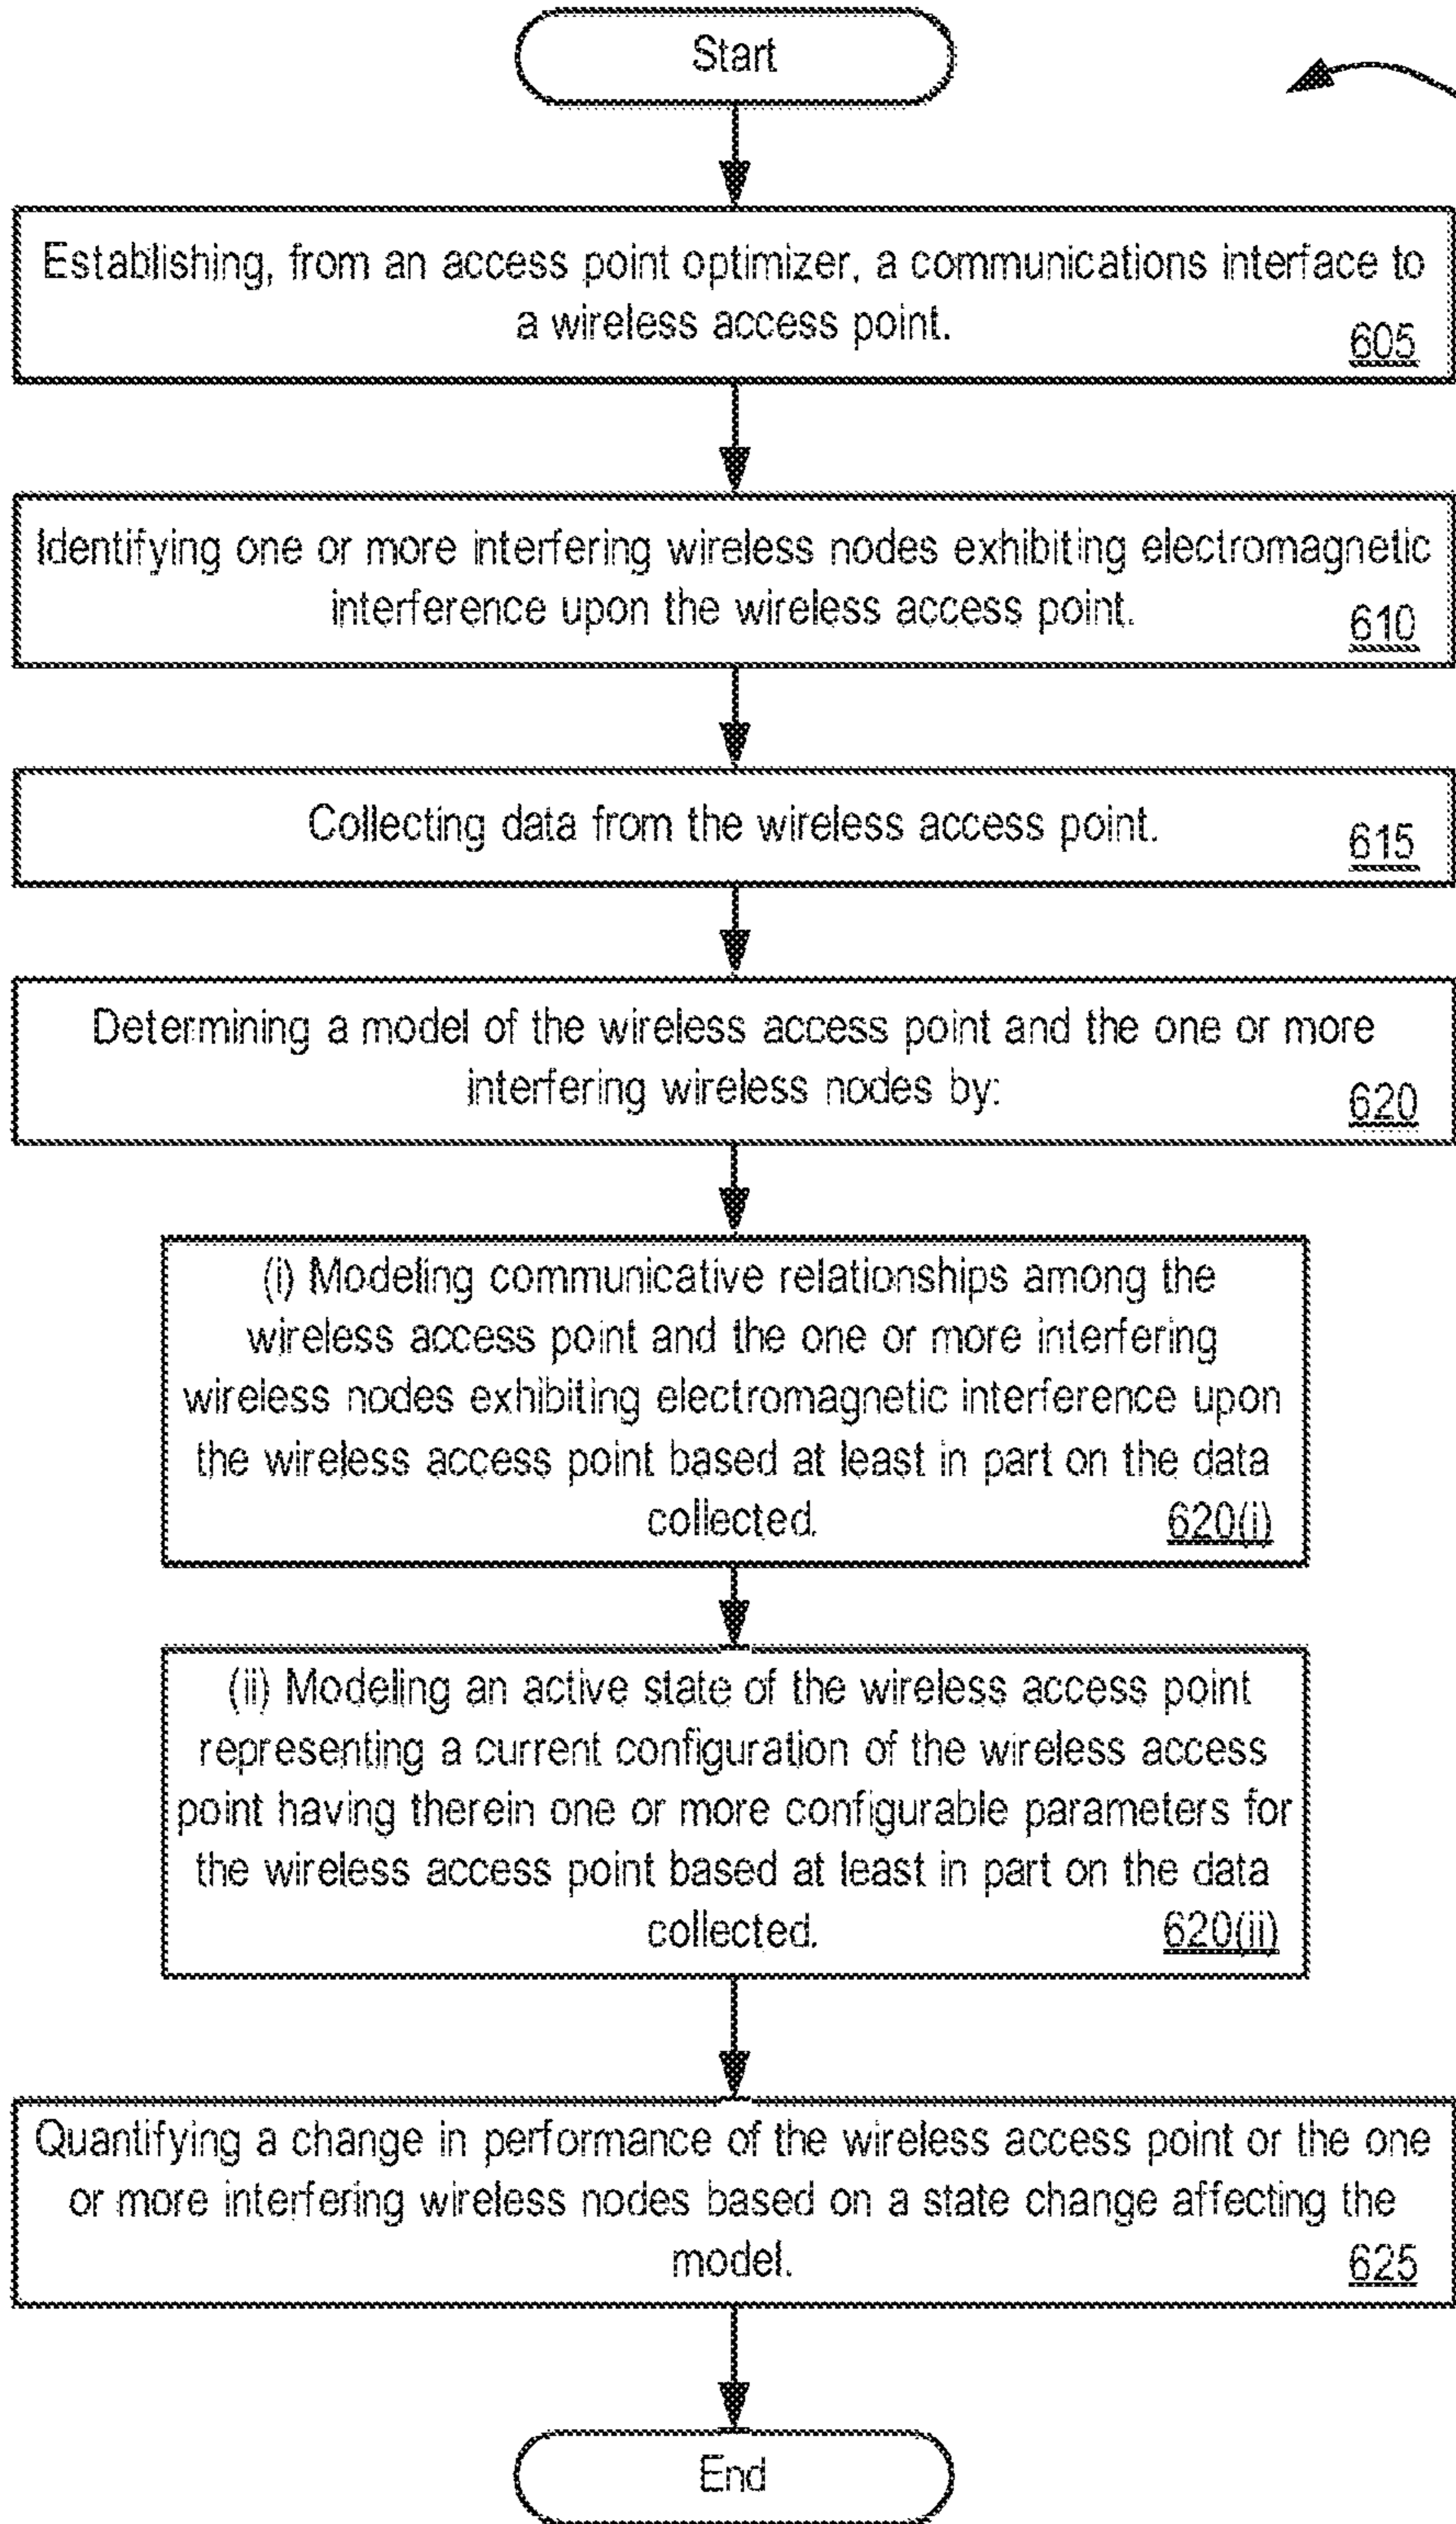 Start
Establishing, from an access point optimizer, a communications interface to
a wireless access point.
605
Identifying one or more interfering wireless nodes exhibiting electromagnetic
interference upon the wireless access point.
610
Collecting data from the wireless access point.
615
Determining a model of the wireless access point and the one or more
interfering wireless nodes by:
620
(i) Modeling communicative relationships among the
wireless access point and the one or more interfering
wireless nodes exhibiting electromagnetic interference upon
the wireless access point based at least in part on the data
collected.
620(i)
(ii) Modeling an active state of the wireless access point
representing a current configuration of the wireless access
point having therein one or more configurable parameters for
the wireless access point based at least in part on the data
collected.
620(ii)
Quantifying a change in performance of the wireless access point or the one
or more interfering wireless nodes based on a state change affecting the
model.
625
End